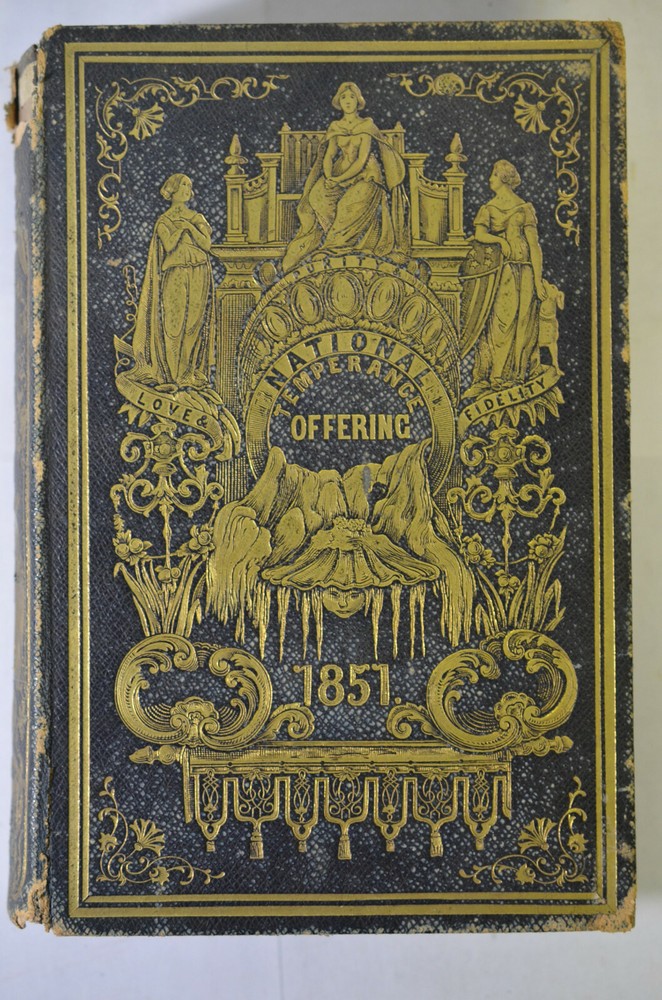 PURITY
LOVE &
FIDELITY
NATIONAL
TEMPERANCE
OFFERING
1851.